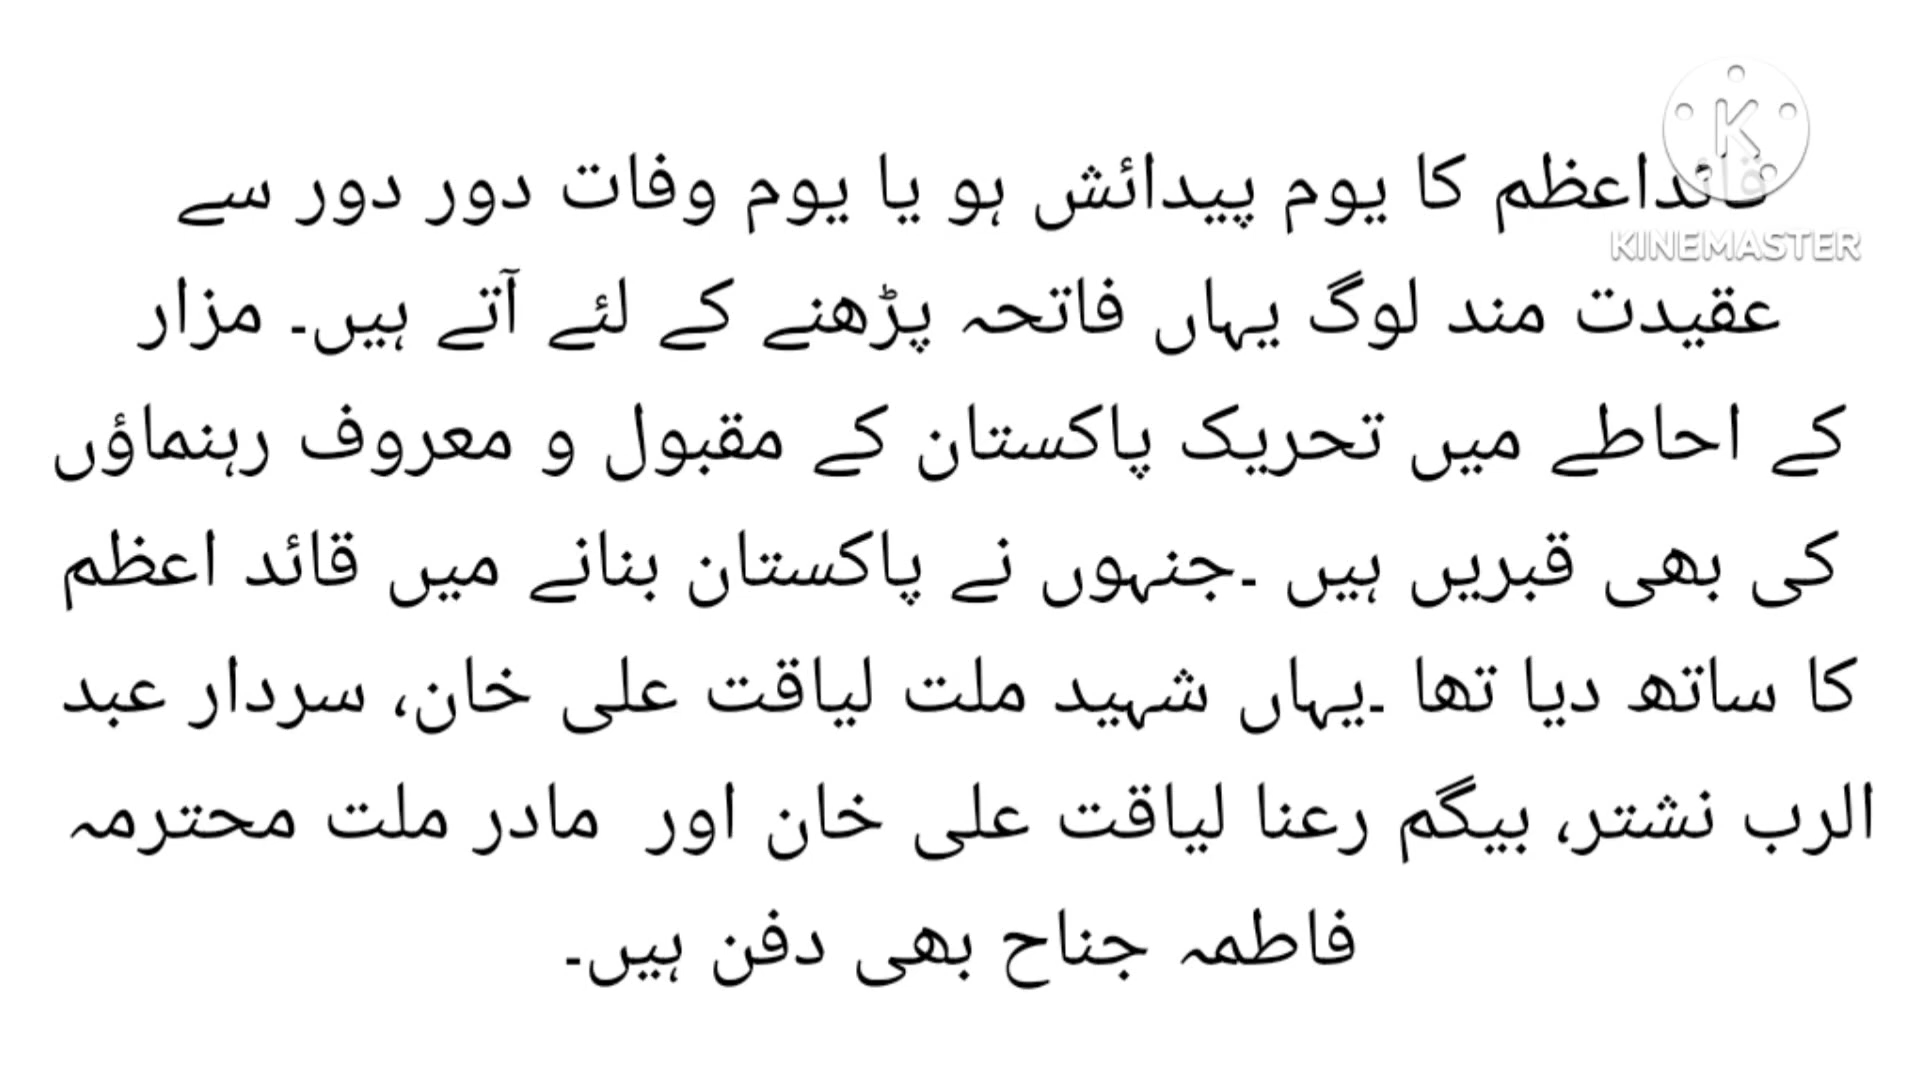 قائداعظم کا یوم پیدائش ہو یا یوم وفات دور دور سے
عقیدت مند لوگ یہاں فاتحہ پڑھنے کے لئے آتے ہیں۔ مزار
کے احاطے میں تحریک پاکستان کے مقبول و معروف رہنماؤں
کی بھی قبریں ہیں ۔جنہوں نے پاکستان بنانے میں قائد اعظم
کا ساتھ دیا تھا ۔یہاں شہید ملت لیاقت علی خان، سردار عبد
الرب نشتر، بیگم رعنا لیاقت علی خان اور مادر ملت محترمہ
فاطمہ جناح بھی دفن ہیں۔
K
KINEMASTER